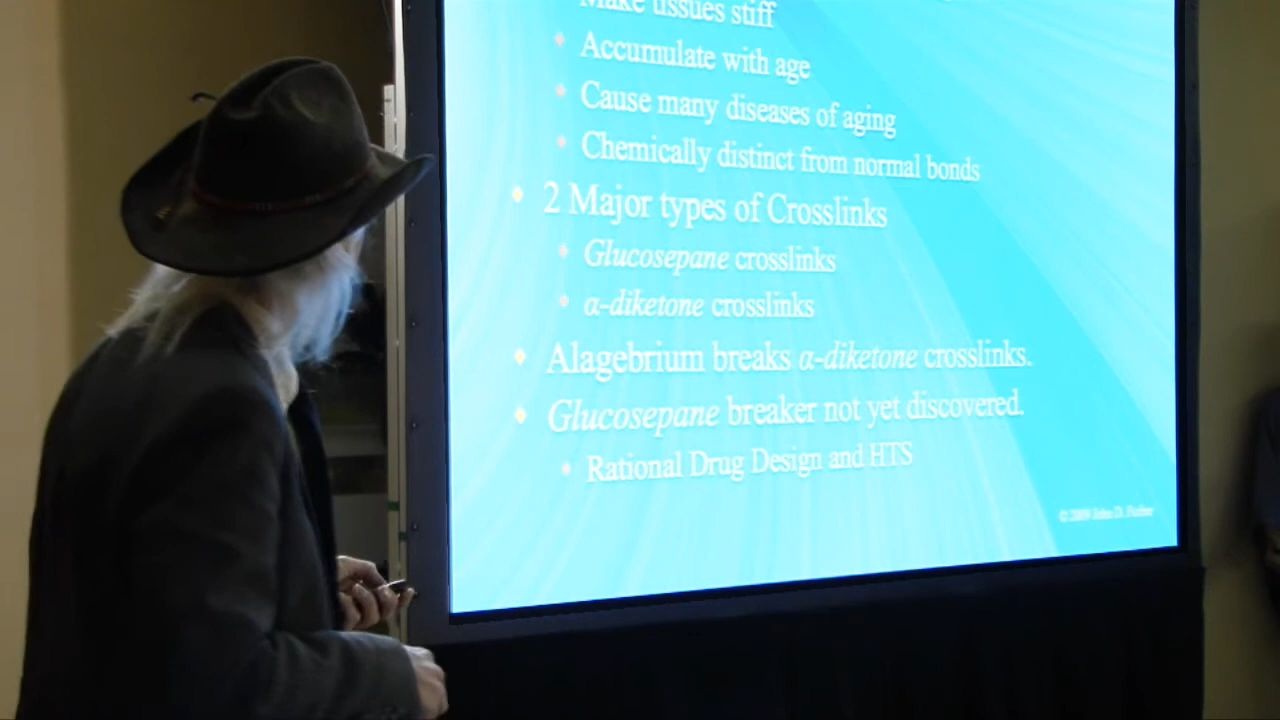 Make tissues stiff
Accumulate with age
Cause many diseases of aging
Chemically distinct from normal bonds
2 Major types of Crosslinks
Glucosepane crosslinks
α-diketone crosslinks
Alagebrium breaks α-diketone crosslinks.
Glucosepane breaker not yet discovered.
Rational Drug Design and HTS
© 2009 John D.